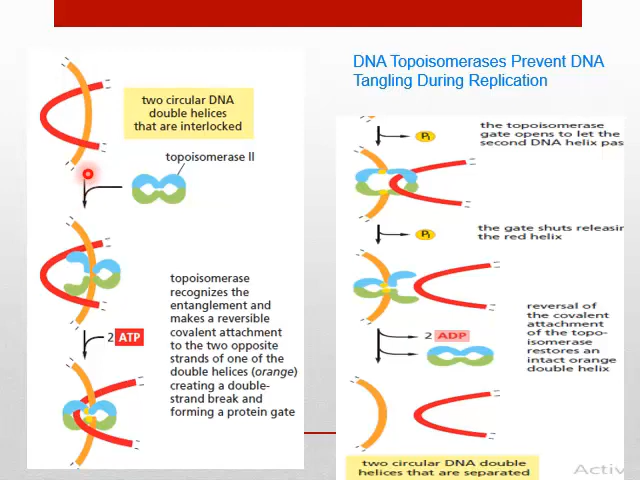 DNA Topoisomerases Prevent DNA
Tangling During Replication
two circular DNA
double helices
that are interlocked
topoisomerase II
topoisomerase
recognizes the
entanglement and
makes a reversible
covalent attachment
to the two opposite
strands of one of the
double helices (orange)
creating a double-
strand break and
forming a protein gate
2 ATP
the topoisomerase
gate opens to let the
second DNA helix pas
Pi
the gate shuts releasin
the red helix
Pi
reversal of
the covalent
attachment
of the topo-
isomerase
restores an
intact orange
double helix
2 ADP
two circular DNA double
helices that are separated
Activ